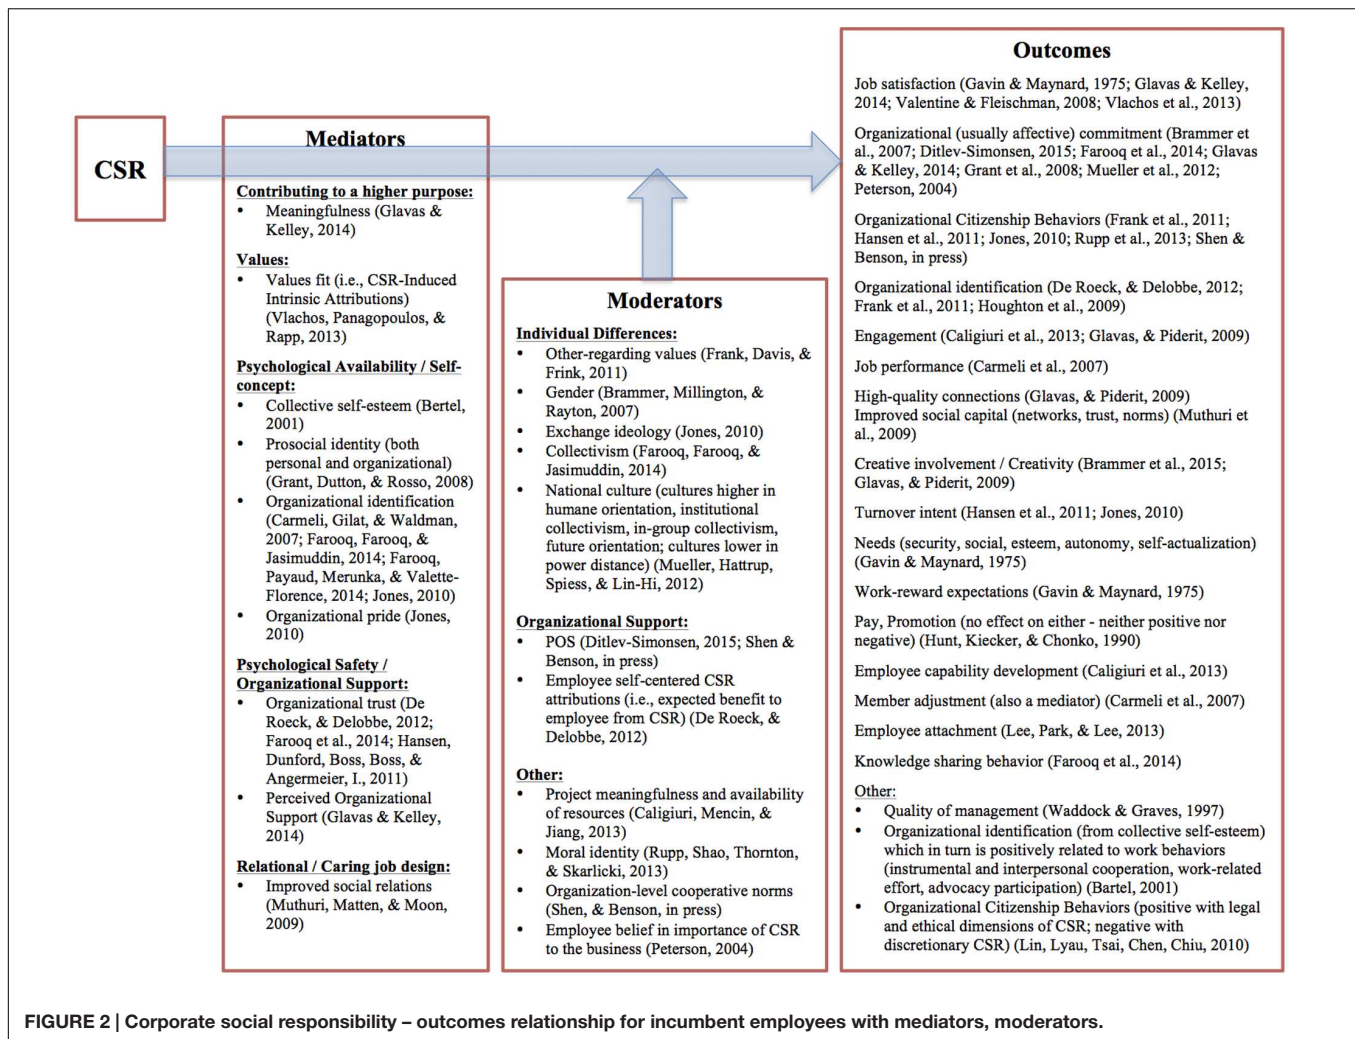 CSR
Mediators
Contributing to a higher purpose:
• Meaningfulness (Glavas &
Kelley, 2014)
Values:
• Values fit (i.e., CSR-Induced
Intrinsic Attributions)
(Vlachos, Panagopoulos, &
Rapp, 2013)
Psychological Availability / Self-
concept:
• Collective self-esteem (Bertel,
2001)
• Prosocial identity (both
personal and organizational)
(Grant, Dutton, & Rosso, 2008)
• Organizational identification
(Carmeli, Gilat, & Waldman,
2007; Farooq, Farooq, &
Jasimuddin, 2014; Farooq,
Payaud, Merunka, & Valette-
Florence, 2014; Jones, 2010)
• Organizational pride (Jones,
2010)
Psychological Safety /
Organizational Support:
• Organizational trust (De
Roeck, & Delobbe, 2012;
Farooq et al., 2014; Hansen,
Dunford, Boss, Boss, &
Angermeier, I., 2011)
• Perceived Organizational
Support (Glavas & Kelley,
2014)
Relational / Caring job design:
• Improved social relations
(Muthuri, Matten, & Moon,
2009)
Moderators
Individual Differences:
• Other-regarding values (Frank, Davis, &
Frink, 2011)
• Gender (Brammer, Millington, &
Rayton, 2007)
• Exchange ideology (Jones, 2010)
• Collectivism (Farooq, Farooq, &
Jasimuddin, 2014)
• National culture (cultures higher in
humane orientation, institutional
collectivism, in-group collectivism,
future orientation; cultures lower in
power distance) (Mueller, Hattrup,
Spiess, & Lin-Hi, 2012)
Organizational Support:
• POS (Ditlev-Simonsen, 2015; Shen &
Benson, in press)
• Employee self-centered CSR
attributions (i.e., expected benefit to
employee from CSR) (De Roeck, &
Delobbe, 2012
Other:
• Project meaningfulness and availability
of resources (Caligiuri, Mencin, &
Jiang, 2013)
• Moral identity (Rupp, Shao, Thornton,
& Skarlicki, 2013)
• Organization-level cooperative norms
(Shen, & Benson, in press)
• Employee belief in importance of CSR
to the business (Peterson, 2004)
Outcomes
Job satisfaction (Gavin & Maynard, 1975; Glavas & Kelley,
2014; Valentine & Fleischman, 2008; Vlachos et al., 2013)
Organizational (usually affective) commitment (Brammer et
al., 2007; Ditlev-Simonsen, 2015; Farooq et al., 2014; Glavas
& Kelley, 2014; Grant et al., 2008; Mueller et al., 2012;
Peterson, 2004)
Organizational Citizenship Behaviors (Frank et al., 2011;
Hansen et al., 2011; Jones, 2010; Rupp et al., 2013; Shen &
Benson, in press)
Organizational identification (De Roeck, & Delobbe, 2012;
Frank et al., 2011; Houghton et al., 2009)
Engagement (Caligiuri et al., 2013; Glavas, & Piderit, 2009)
Job performance (Carmeli et al., 2007)
High-quality connections (Glavas, & Piderit, 2009)
Improved social capital (networks, trust, norms) (Muthuri et
al., 2009)
Creative involvement / Creativity (Brammer et al., 2015;
Glavas, & Piderit, 2009)
Turnover intent (Hansen et al., 2011; Jones, 2010)
Needs (security, social, esteem, autonomy, self-actualization)
(Gavin & Maynard, 1975)
Work-reward expectations (Gavin & Maynard, 1975)
Pay, Promotion (no effect on either - neither positive nor
negative) (Hunt, Kiecker, & Chonko, 1990)
Employee capability development (Caligiuri et al., 2013)
Member adjustment (also a mediator) (Carmeli et al., 2007)
Employee attachment (Lee, Park, & Lee, 2013)
Knowledge sharing behavior (Farooq et al., 2014)
Other:
• Quality of management (Waddock & Graves, 1997)
• Organizational identification (from collective self-esteem)
which in turn is positively related to work behaviors
(instrumental and interpersonal cooperation, work-related
effort, advocacy participation) (Bartel, 2001)
• Organizational Citizenship Behaviors (positive with legal
and ethical dimensions of CSR; negative with
discretionary CSR) (Lin, Lyau, Tsai, Chen, Chiu, 2010)
FIGURE 2 | Corporate social responsibility – outcomes relationship for incumbent employees with mediators, moderators.